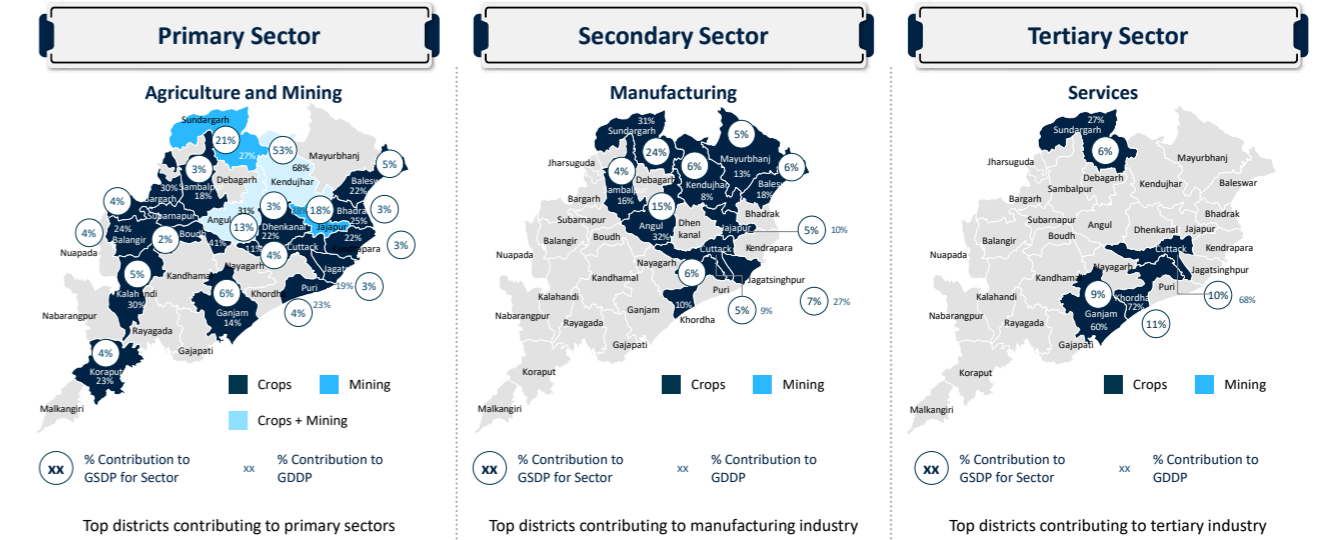 Primary Sector
Agriculture and Mining
Sundargarh
21%
27%
53%
68%
Mayurbhanj
5%
3%
Debagarh
Kendujhar
Balesw
22%
30%
Sambalp
18%
Bargarh
4%
31%
3%
18%
Bhadra
25%
3%
Subarnapur
Angul
13%
Dhenkanal
22%
Jajapur
24%
Balangir
4%
2%
Boudh
41%
11%
4%
Cuttack
22%
3%
Nuapada
Nayagarh
Jagat
5%
Kandhamal
19%
3%
Kalahandi
30%
6%
Khordh
Puri
23%
4%
Nabarangpur
Ganjam
14%
Rayagada
Gajapati
4%
Koraput
23%
Malkangiri
Crops
Mining
Crops + Mining
xx
% Contribution to
GSDP for Sector
xx
% Contribution to
GDDP
Top districts contributing to primary sectors
Secondary Sector
Manufacturing
31%
Sundargarh
5%
24%
Jharsuguda
4%
6%
Mayurbhanj
13%
6%
Debagarh
Kendujhar
8%
Bales
18%
Sambalp
16%
Bargarh
15%
Bhadrak
Subarnapur
Angul
32%
Dhen
kanal
Jajapur
5%
10%
Balangir
Boudh
Cuttack
Kendrapara
Nuapada
Nayagarh
Kandhamal
6%
Jagatsinghpur
Puri
Kalahandi
10%
5%
9%
7%
27%
Nabarangpur
Ganjam
Khordha
Rayagada
Gajapati
Koraput
Malkangiri
Crops
Mining
xx
% Contribution to
GSDP for Sector
xx
% Contribution to
GDDP
Top districts contributing to manufacturing industry
Tertiary Sector
Services
27%
Sundargarh
6%
Jharsuguda
Mayurbhanj
Debagarh
Sambalpur
Kendujhar
Baleswar
Bargarh
Subarnapur
Angul
Bhadrak
Dhenkanal
Jajapur
Balangir
Boudh
Cuttack
Kendrapara
Nuapada
Nayagarh
Jagatsinghpur
Kandhama
Puri
Kalahandi
9%
Khordha
72%
10%
68%
Nabarangpur
Ganjam
60%
11%
Rayagada
Gajapati
Koraput
Malkangiri
Crops
Mining
xx
% Contribution to
GSDP for Sector
xx
% Contribution to
GDDP
Top districts contributing to tertiary industry